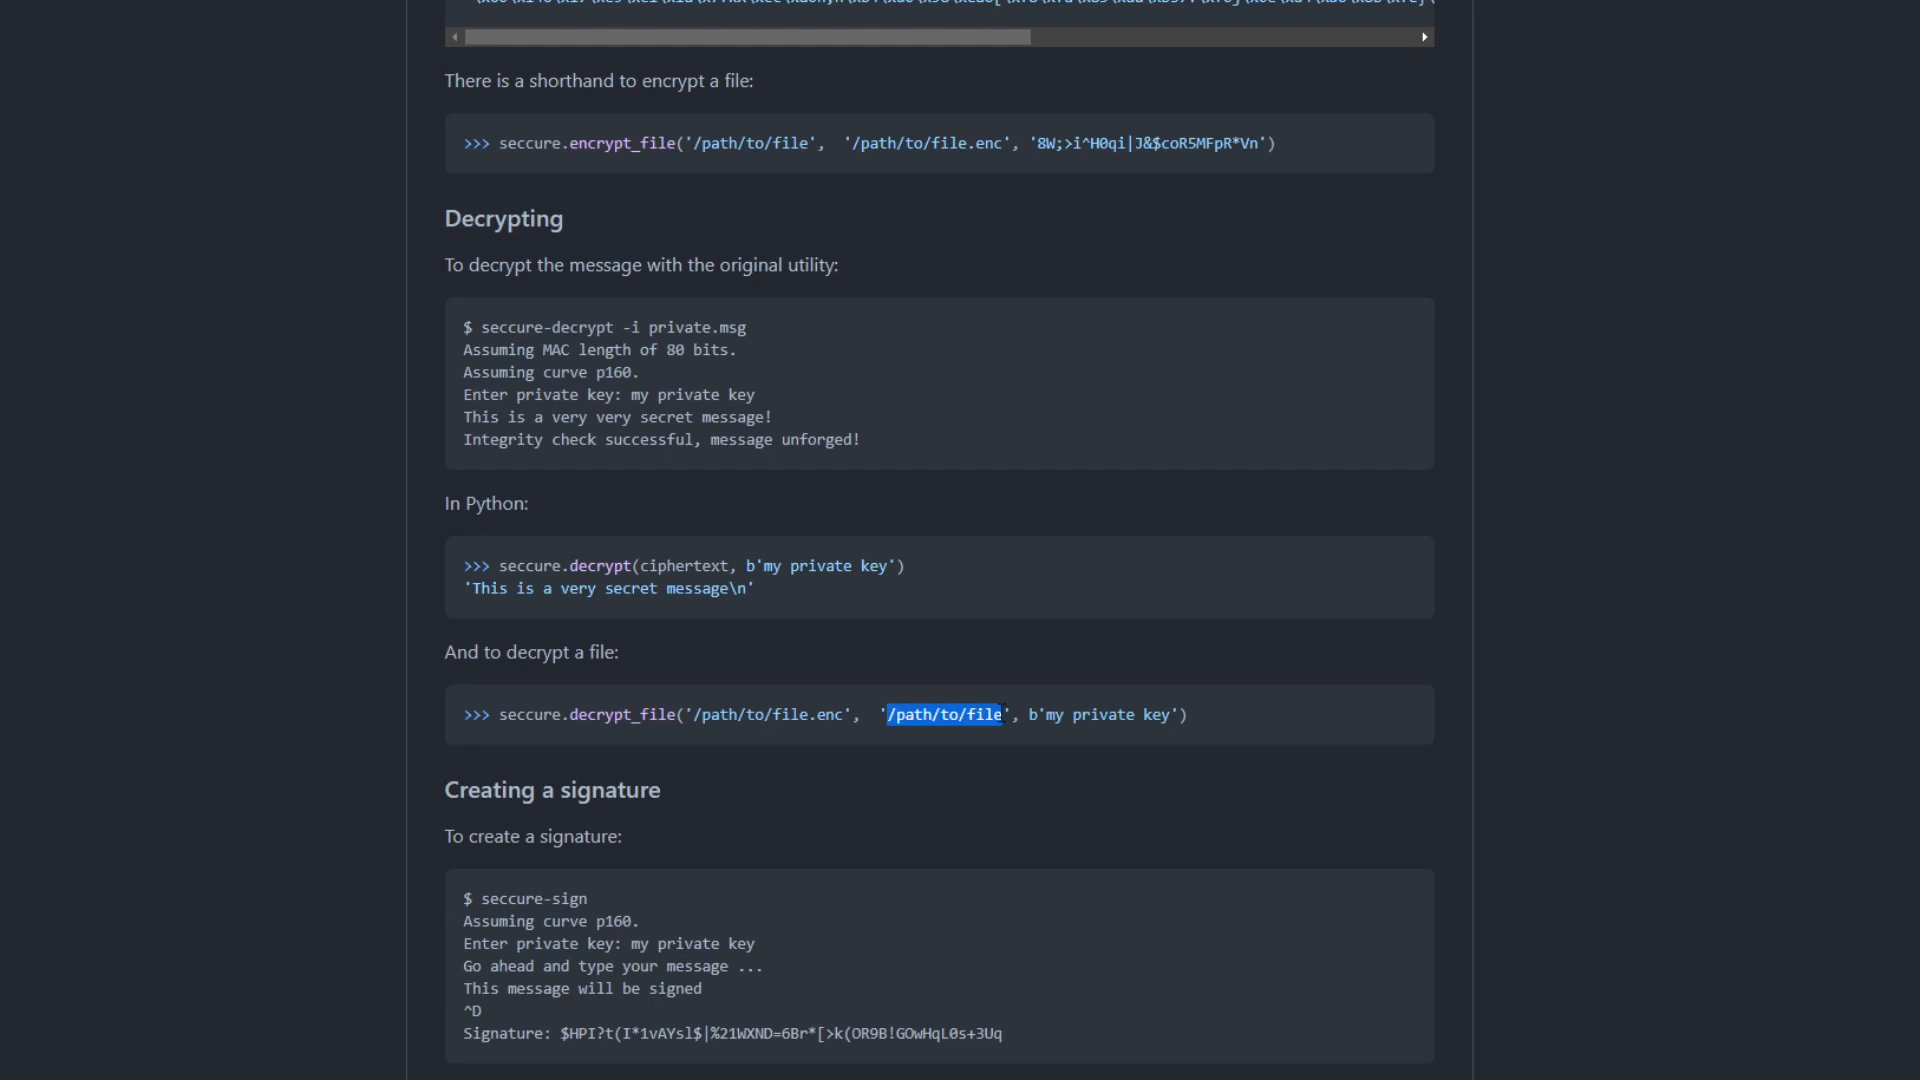 There is a shorthand to encrypt a file:
>>> seccure.encrypt_file('/path/to/file',  '/path/to/file.enc', '8W;>i^H0qi|J&$coR5MFpR*Vn')
Decrypting
To decrypt the message with the original utility:
$ seccure-decrypt -i private.msg
Assuming MAC length of 80 bits.
Assuming curve p160.
Enter private key: my private key
This is a very very secret message!
Integrity check successful, message unforged!
In Python:
>>> seccure.decrypt(ciphertext, b'my private key')
'This is a very secret message\n'
And to decrypt a file:
>>> seccure.decrypt_file('/path/to/file.enc',  '/path/to/file', b'my private key')
Creating a signature
To create a signature:
$ seccure-sign
Assuming curve p160.
Enter private key: my private key
Go ahead and type your message ...
This message will be signed
^D
Signature: $HPI?t(I*1vAYsl$|%21WXND=6Br*[>k(OR9B!GOwHqL0s+3Uq